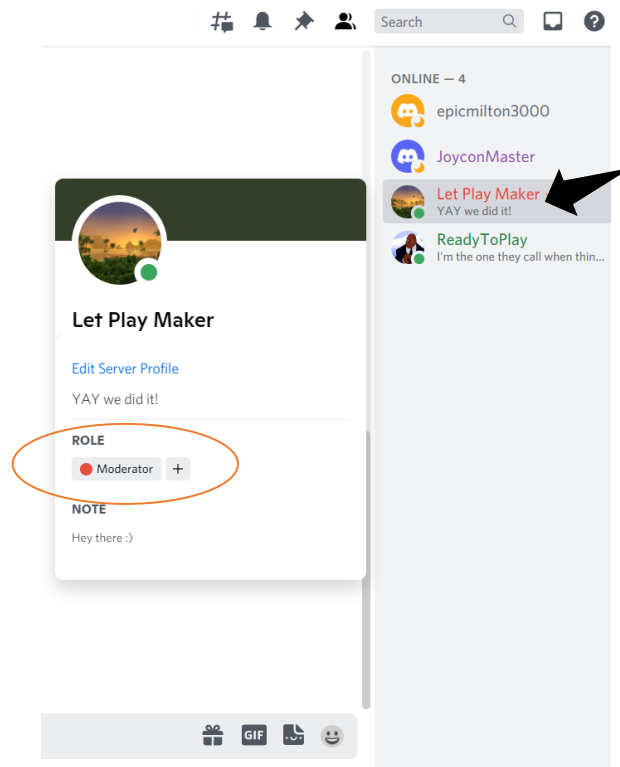 Search
ONLINE — 4
epicmilton3000
JoyconMaster
Let Play Maker
YAY we did it!
ReadyToPlay
I'm the one they call when thin...
Let Play Maker
Edit Server Profile
YAY we did it!
ROLE
Moderator +
NOTE
Hey there :)
GIF